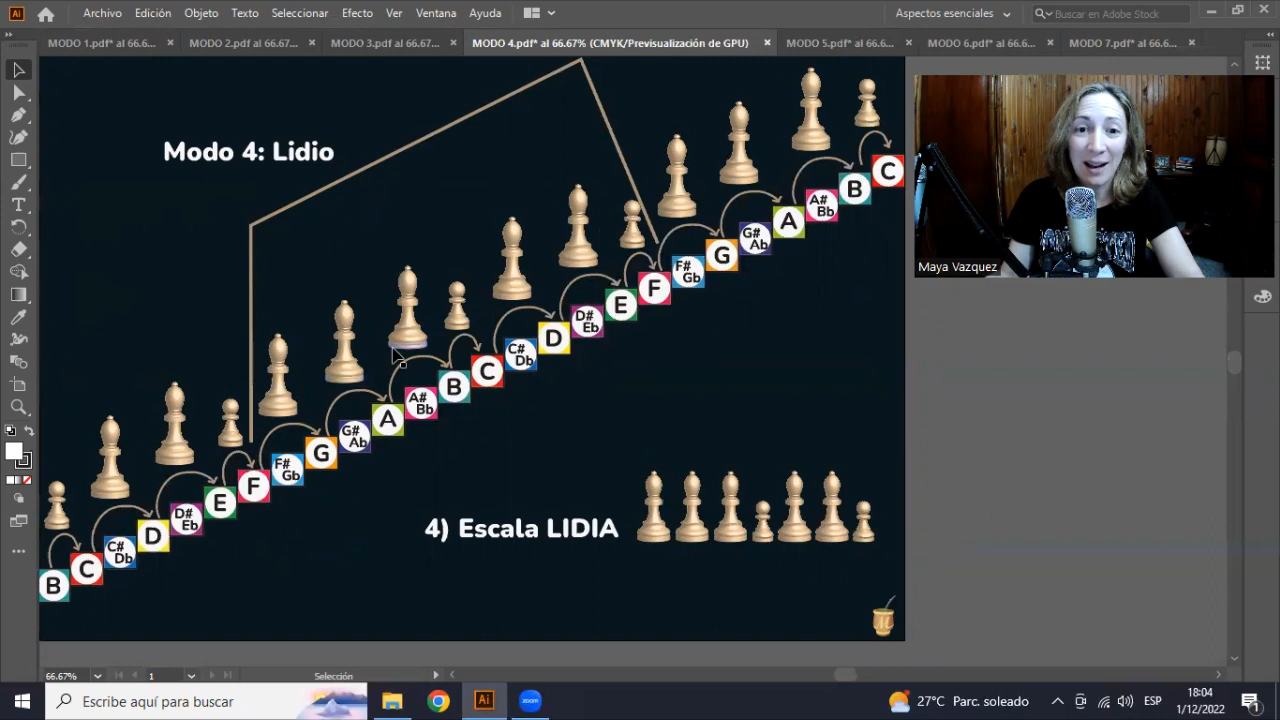 Ai
Archivo Edición Objeto Texto Seleccionar Efecto Ver Ventana Ayuda
Aspectos esenciales
Buscar en Adobe Stock
MODO 1.pdf* al 66.6...
MODO 2.pdf al 66.67...
MODO 3.pdf* al 66.67...
MODO 4.pdf* al 66.67% (CMYK/Previsualización de GPU)
MODO 5.pdf* al 66.6...
MODO 6.pdf* al 66.6...
MODO 7.pdf* al 66.6...
Modo 4: Lidio
B
C
C# Db
D
D# Eb
E
F
F# Gb
G
G# Ab
A
A# Bb
B
C
C# Db
D
D# Eb
E
F
F# Gb
G
G# Ab
A
A# Bb
B
C
Maya Vazquez
4) Escala LIDIA
66.67%
1
Selección
Escribe aquí para buscar
Ai
zoom
27°C Parc. soleado
ESP
18:04
1/12/2022
1